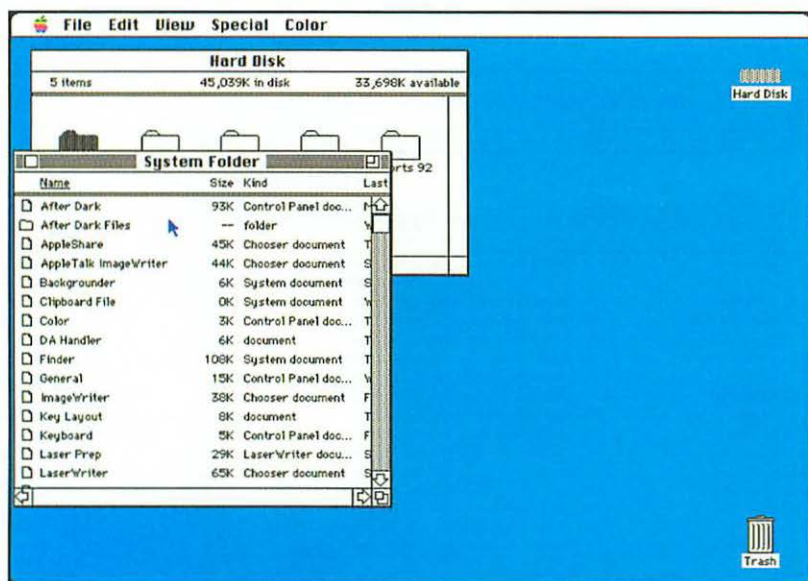 File Edit View Special Color
Hard Disk
5 items 45,039K in disk 33,698K available
Hard Disk
rts 92
System Folder
Name Size Kind Last
After Dark 93K Control Panel doc...
After Dark Files -- folder
AppleShare 45K Chooser document T
AppleTalk ImageWriter 44K Chooser document S
Backgrounder 6K System document S
Clipboard File 0K System document
Color 3K Control Panel doc... T
DA Handler 6K document T
Finder 108K System document T
General 15K Control Panel doc...
ImageWriter 38K Chooser document F
Key Layout 8K document T
Keyboard 5K Control Panel doc... F
Laser Prep 29K LaserWriter docu... S
LaserWriter 65K Chooser document S
Trash